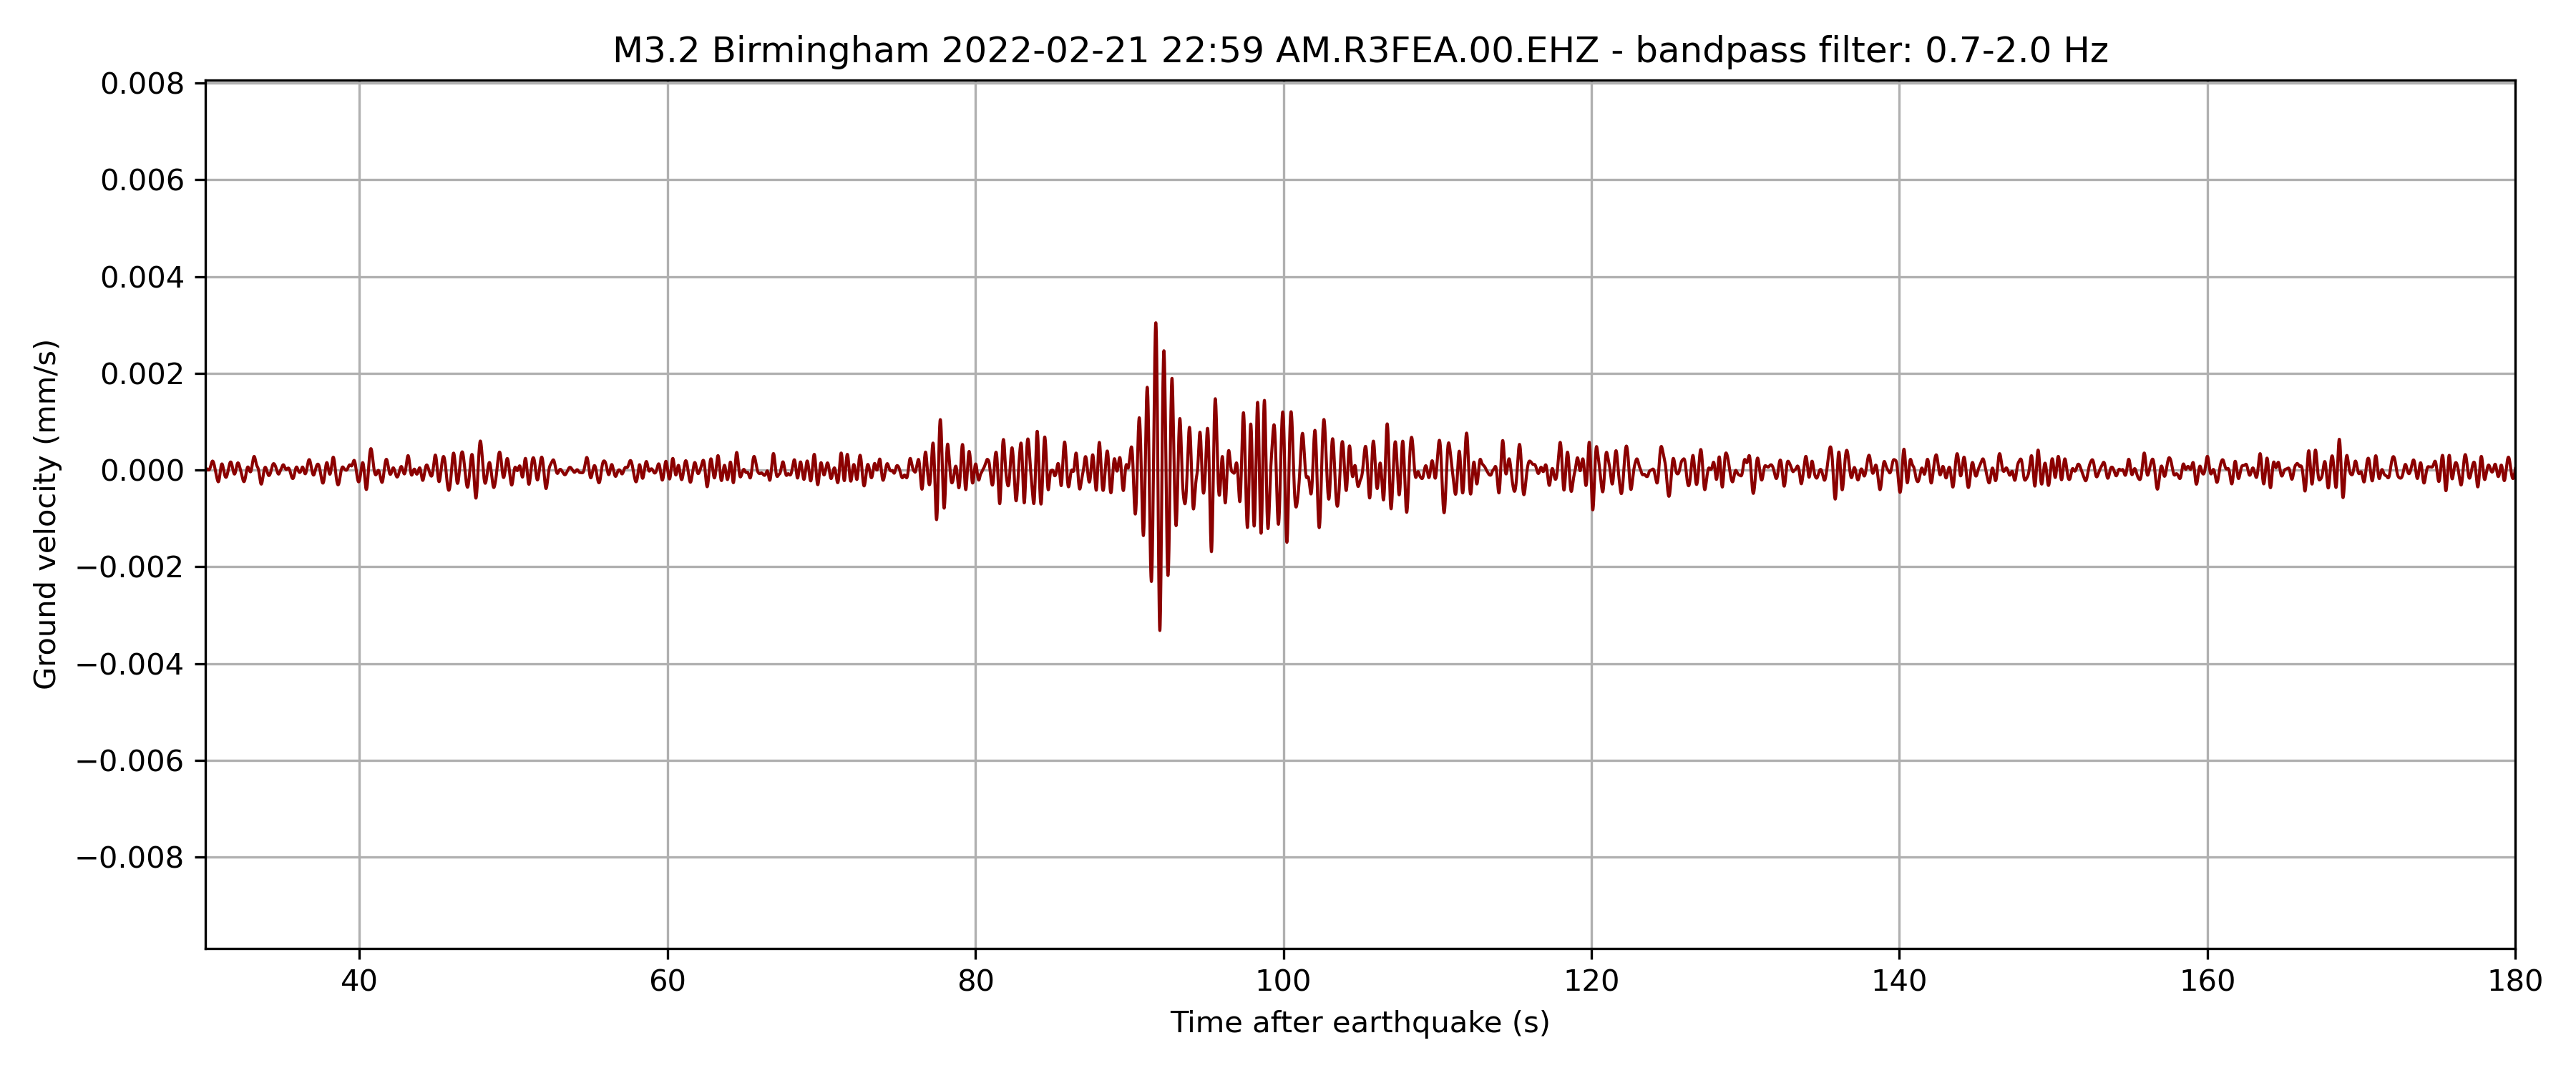 M3.2 Birmingham 2022-02-21 22:59 AM.R3FEA.00.EHZ - bandpass filter: 0.7-2.0 Hz
0.008
0.006
0.004
0.002
0.000
−0.002
−0.004
−0.006
−0.008
Ground velocity (mm/s)
40 60 80 100 120 140 160 180
Time after earthquake (s)